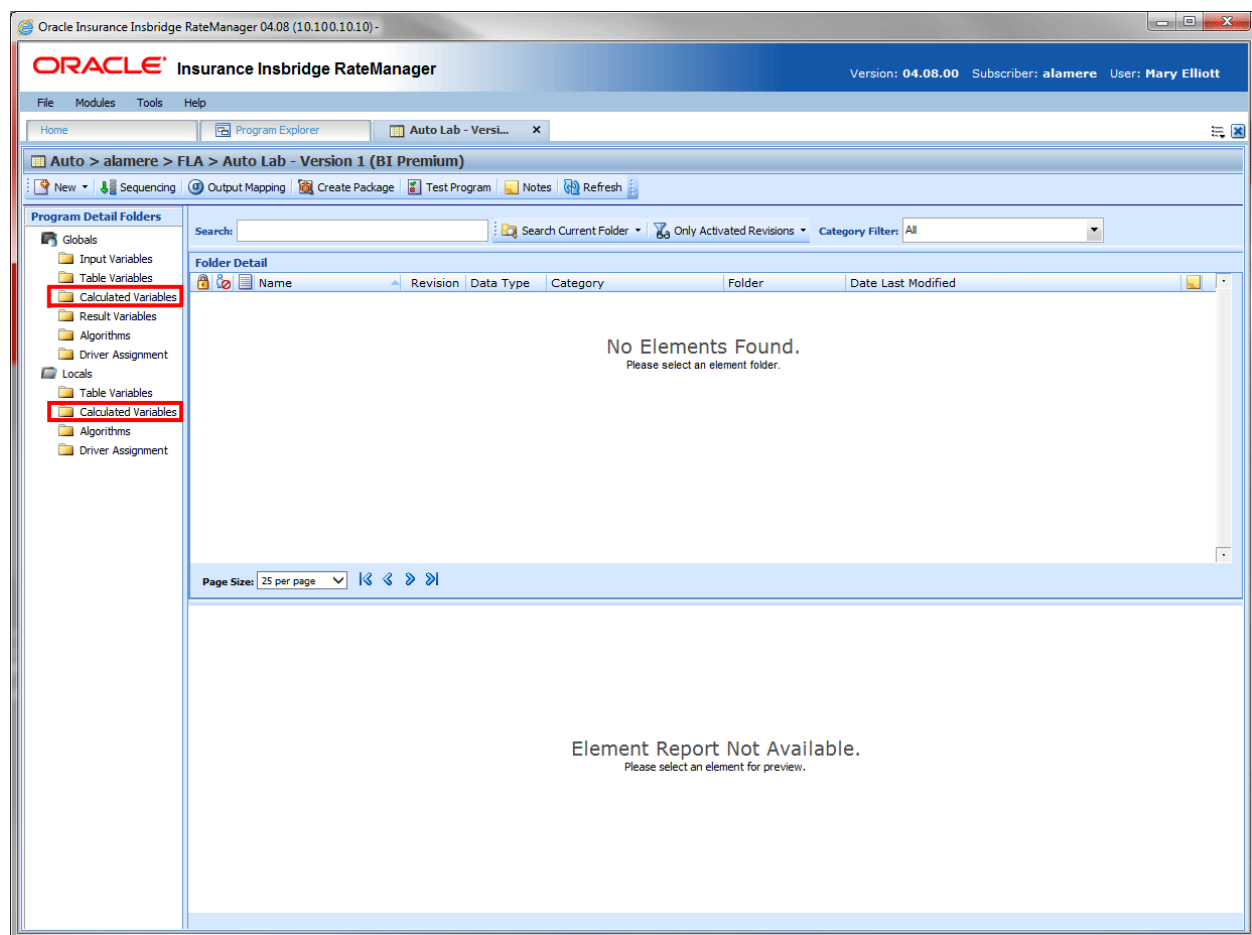 Oracle Insurance Insbridge RateManager 04.08 (10.100.10.10) -
ORACLE' Insurance Insbridge RateManager
Version: 04.08.00 Subscriber: alamere User: Mary Elliott
File Modules Tools Help
Home Program Explorer Auto Lab - Versi... X
Auto > alamere > FLA > Auto Lab - Version 1 (BI Premium)
New Sequencing Output Mapping Create Package Test Program Notes Refresh
Program Detail Folders
Globals
Input Variables
Table Variables
Calculated Variables
Result Variables
Algorithms
Driver Assignment
Locals
Table Variables
Calculated Variables
Algorithms
Driver Assignment
Search: Search Current Folder Only Activated Revisions Category Filter: All
Folder Detail
Name Revision Data Type Category Folder Date Last Modified
No Elements Found.
Please select an element folder.
Page Size: 25 per page
Element Report Not Available.
Please select an element for preview.